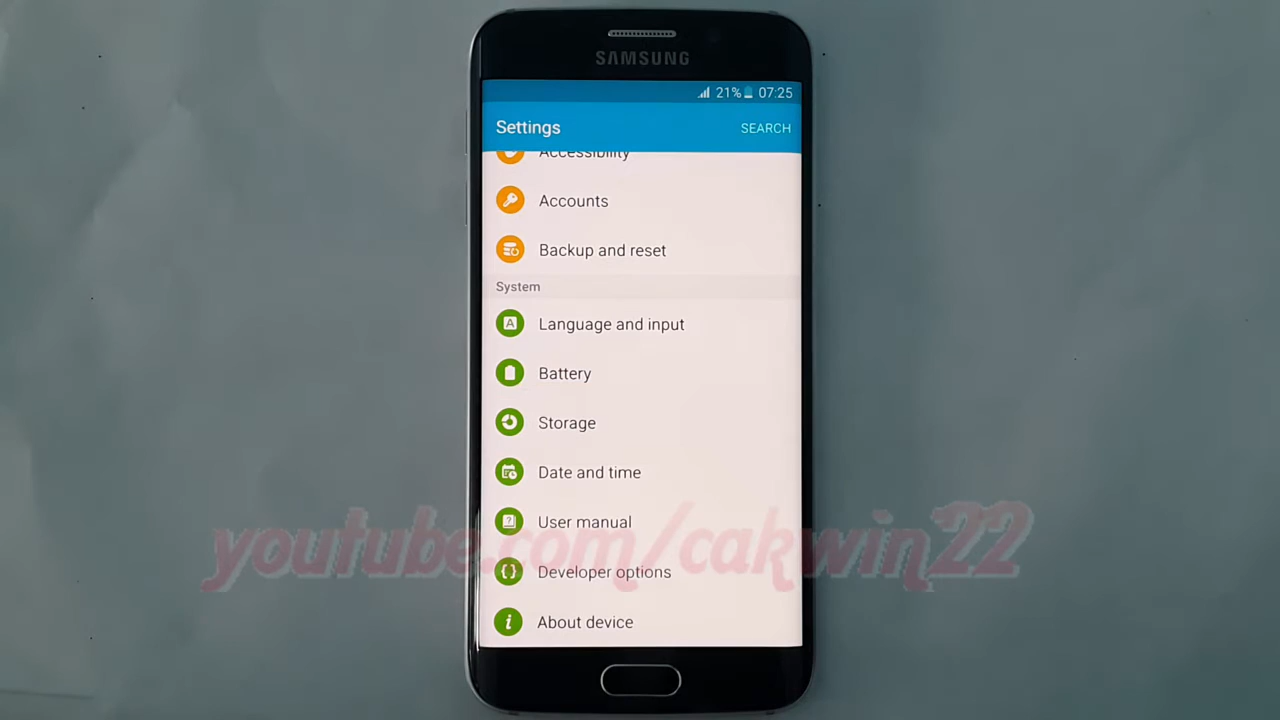 SAMSUNG
21% 07:25
Settings SEARCH
Accessibility
Accounts
Backup and reset
System
Language and input
Battery
Storage
Date and time
User manual
youtube.com/cakwin22
Developer options
About device